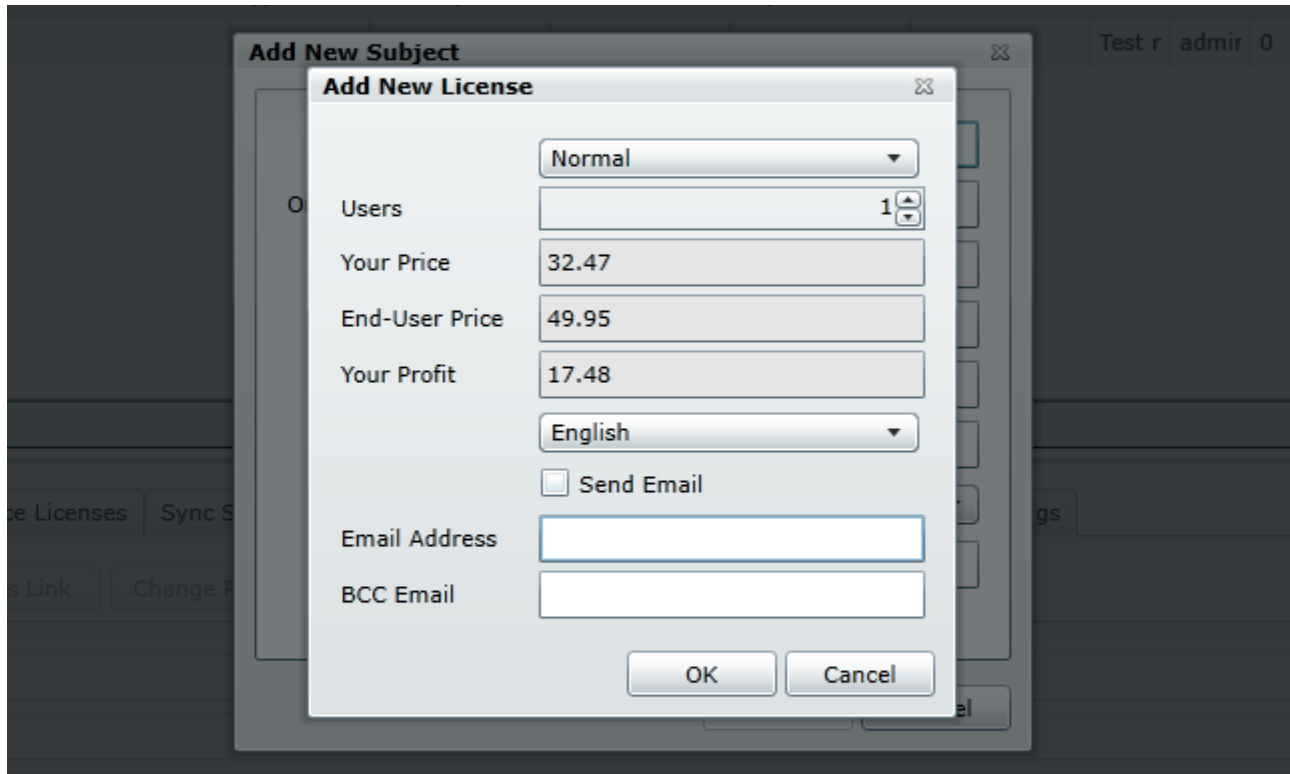 Test r admir 0
Add New Subject
Add New License
Normal
Users 1
Your Price 32.47
End-User Price 49.95
Your Profit 17.48
English
Send Email
ce Licenses Sync S gs
Email Address
s Link Change
BCC Email
OK Cancel
el